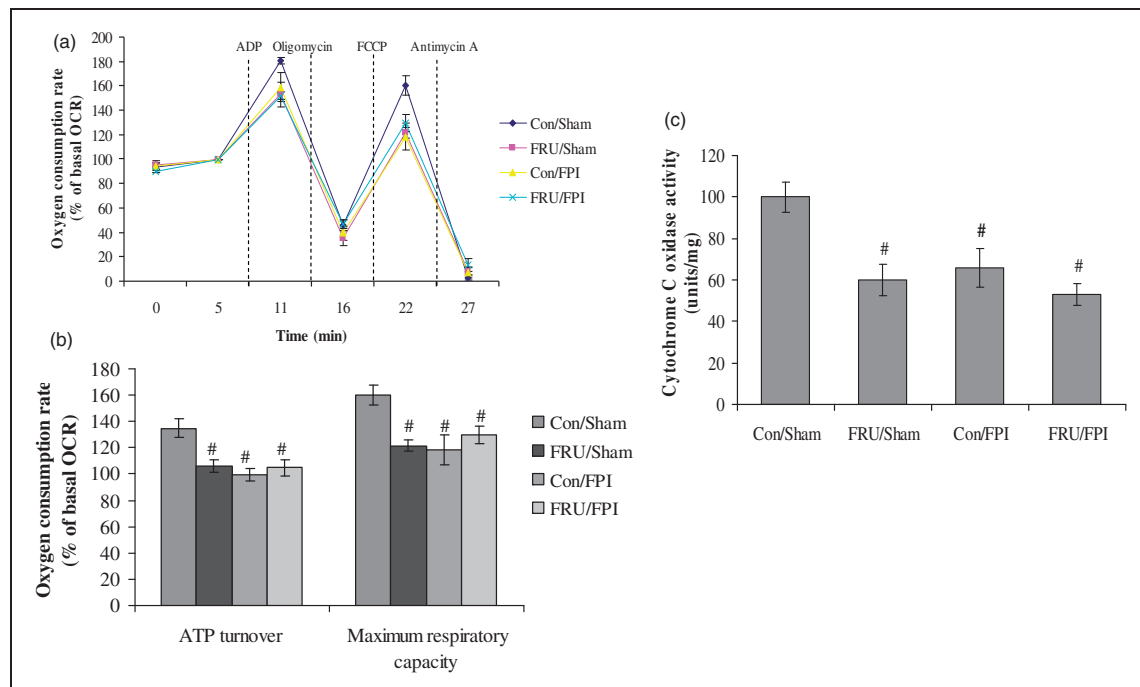 (a)
Oxygen consumption rate
(% of basal OCR)
200
180
160
140
120
100
80
60
40
20
0
ADP Oligomycin FCCP Antimycin A
0 5 11 16 22 27
Time (min)
Con/Sham
FRU/Sham
Con/FPI
FRU/FPI
(b)
Oxygen consumption rate
(% of basal OCR)
180
160
140
120
100
80
60
40
20
0
# # # # # #
ATP turnover Maximum respiratory
capacity
Con/Sham
FRU/Sham
Con/FPI
FRU/FPI
(c)
Cytochrome C oxidase activity
(units/mg)
120
100
80
60
40
20
0
# # #
Con/Sham FRU/Sham Con/FPI FRU/FPI